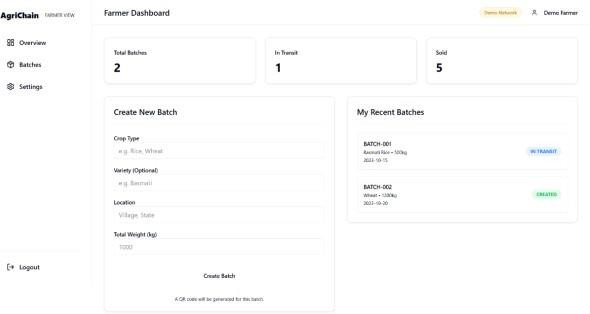 AgriChain FARMER VIEW
Overview
Batches
Settings
Logout
Farmer Dashboard
Demo Network
Demo Farmer
Total Batches
2
In Transit
1
Sold
5
Create New Batch
Crop Type
e.g. Rice, Wheat
Variety (Optional)
e.g. Basmati
Location
Village, State
Total Weight (kg)
1000
Create Batch
A QR code will be generated for this batch.
My Recent Batches
BATCH-001
Basmati Rice • 500kg
2023-10-15
IN TRANSIT
BATCH-002
Wheat • 1200kg
2023-10-20
CREATED